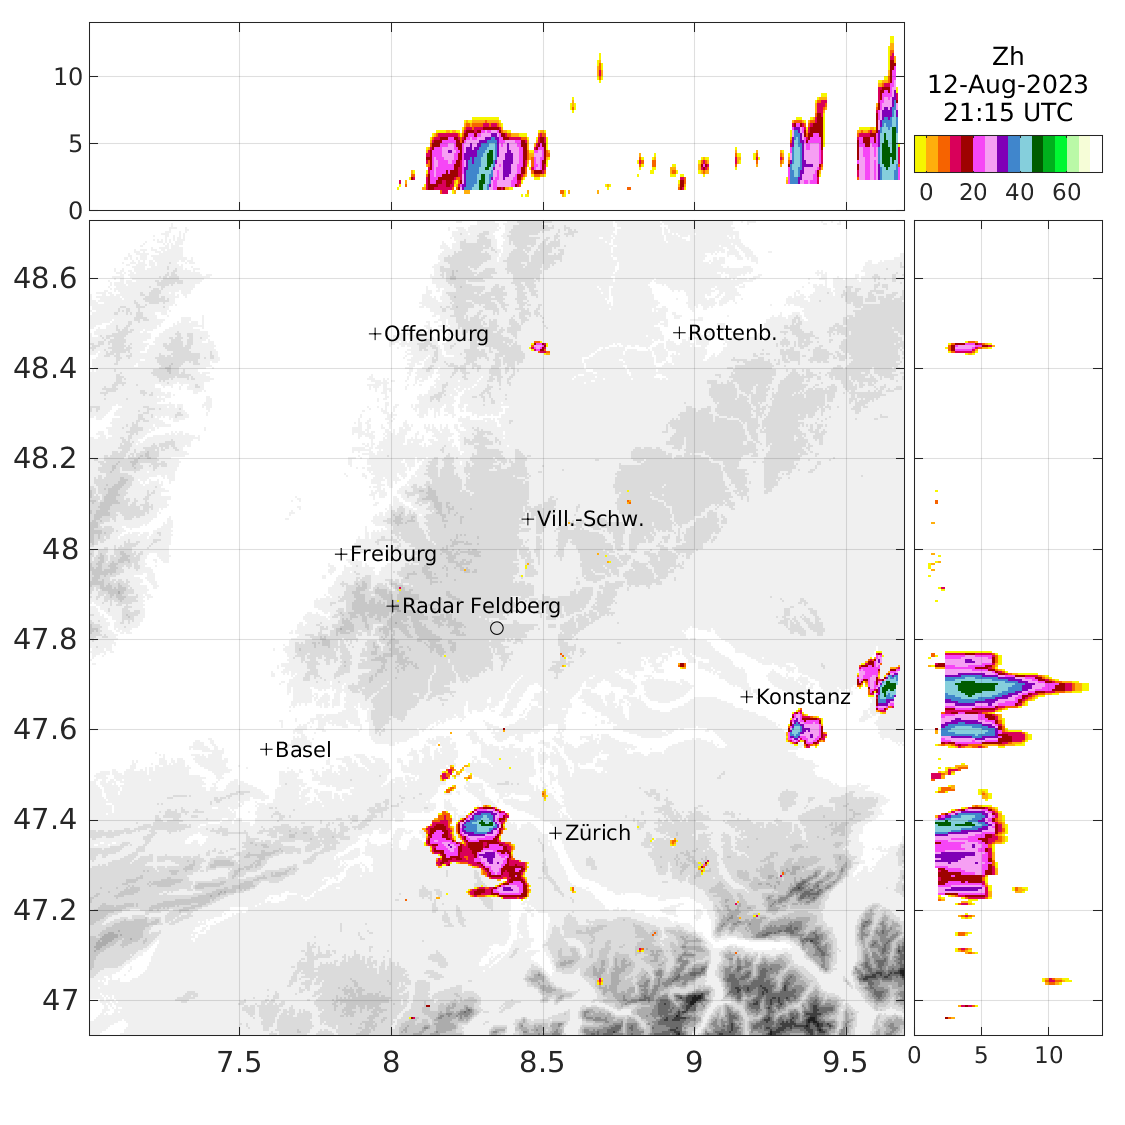 Zh
12-Aug-2023
21:15 UTC
0 20 40 60
10
5
0
48.6
48.4
48.2
48
47.8
47.6
47.4
47.2
47
+Offenburg
+Rottenb.
+Vill.-Schw.
+Freiburg
+Radar Feldberg
+Konstanz
+Basel
+Zürich
7.5 8 8.5 9 9.5
0 5 10